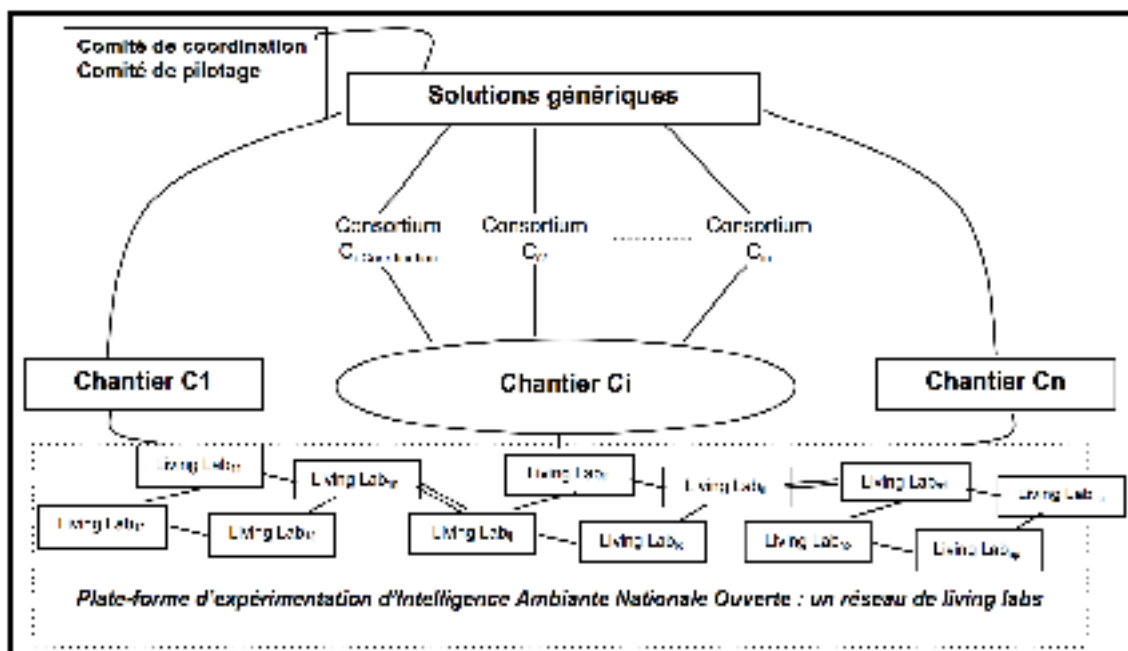 Comité de coordination
Comité de pilotage
Solutions génériques
Consortium
Consortium
Consortium
Chantier C1
Chantier Ci
Chantier Cn
Living Lab
Living Lab
Living Lab
Living Lab
Living Lab
Living Lab
Living Lab
Living Lab
Living Lab
Living Lab
Living Lab
Living Lab
Plate-forme d'expérimentation d'Intelligence Ambiante Nationale Ouverte : un réseau de living labs